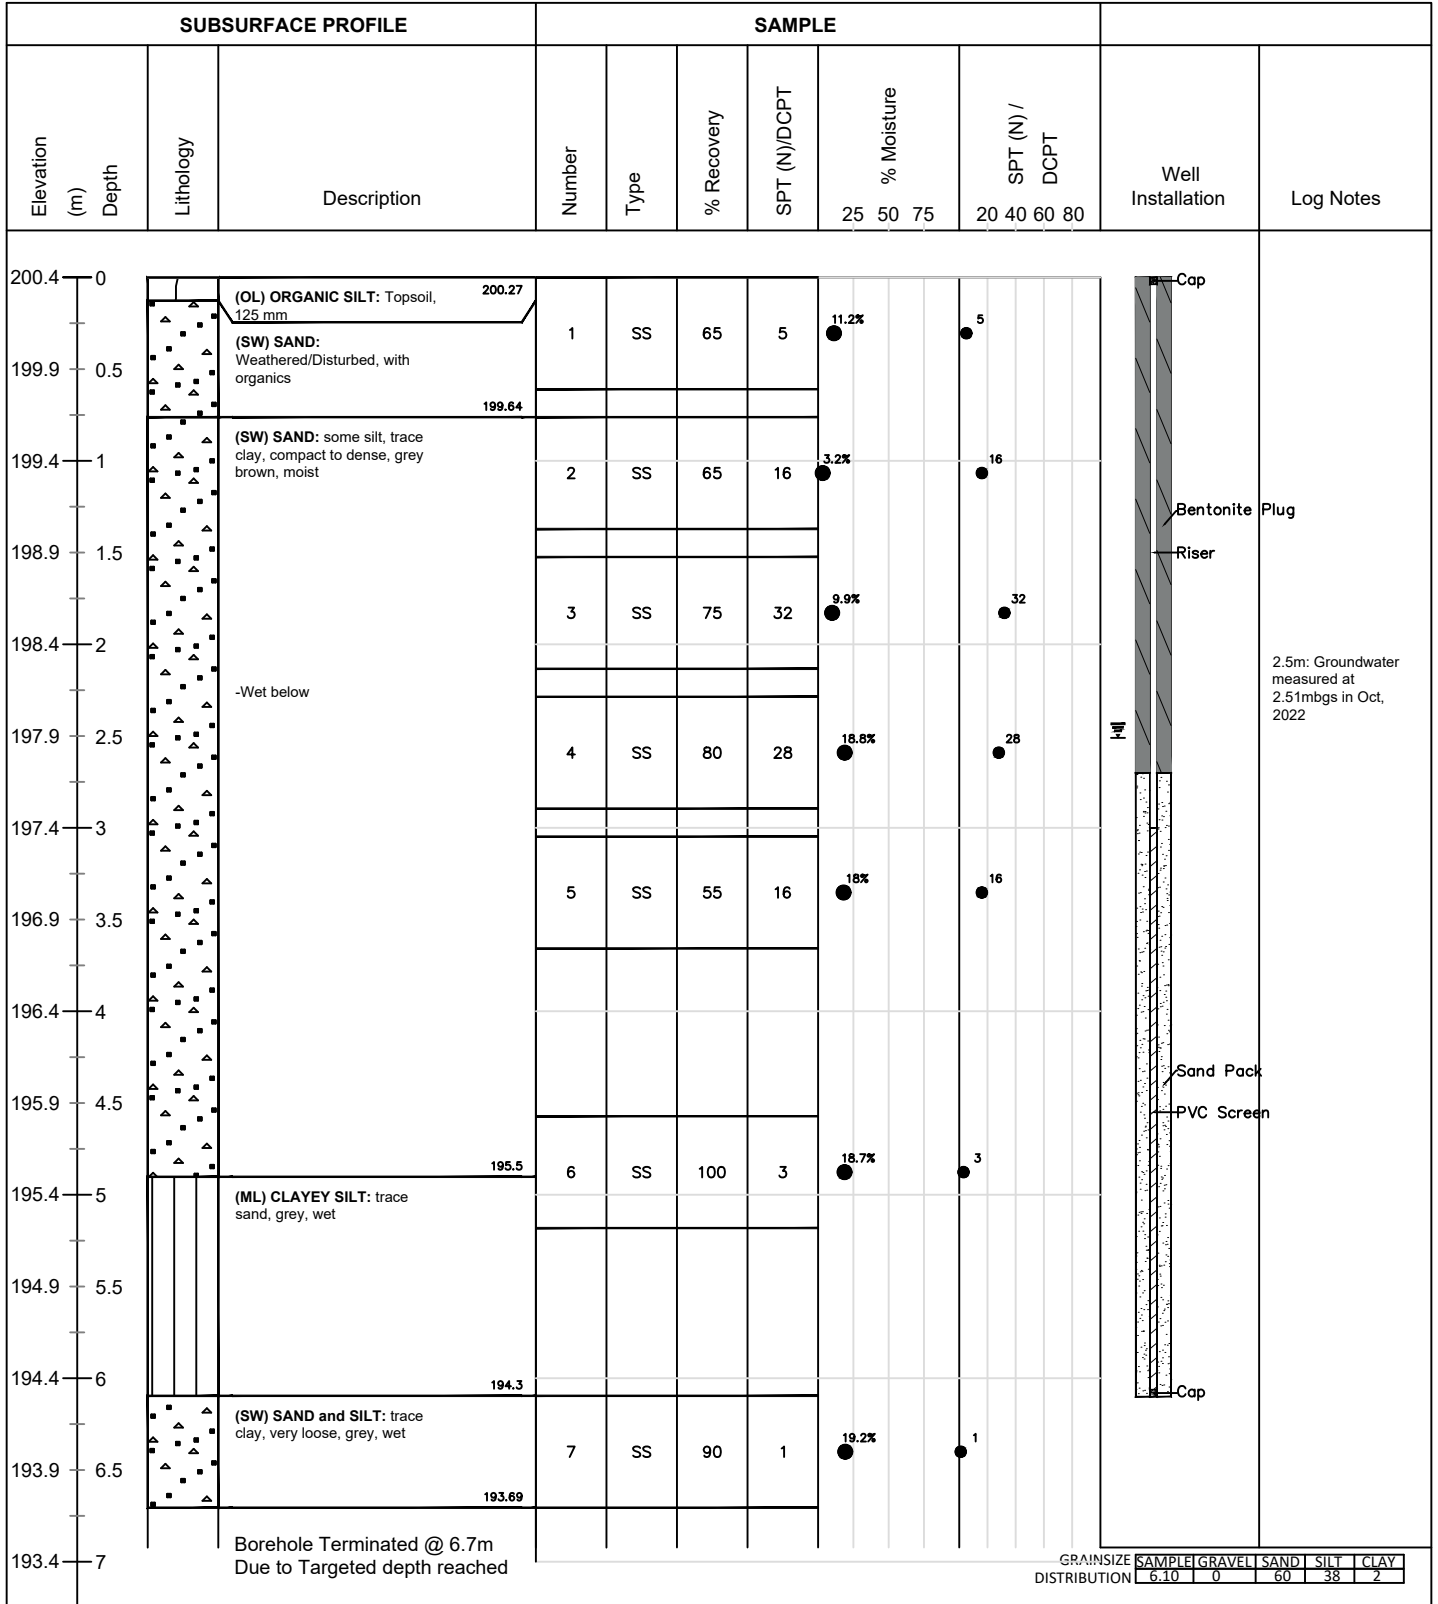 SUBSURFACE PROFILE
SAMPLE
Elevation
(m)
Depth
Lithology
Description
Number
Type
% Recovery
SPT (N)/DCPT
% Moisture
25 50 75
SPT (N) /
DCPT
20 40 60 80
Well
Installation
Log Notes
200.4 0
199.9 0.5
199.4 1
198.9 1.5
198.4 2
197.9 2.5
197.4 3
196.9 3.5
196.4 4
195.9 4.5
195.4 5
194.9 5.5
194.4 6
193.9 6.5
193.4 7
(OL) ORGANIC SILT: Topsoil,
125 mm
200.27
(SW) SAND:
Weathered/Disturbed, with
organics
199.64
(SW) SAND: some silt, trace
clay, compact to dense, grey
brown, moist
-Wet below
195.5
(ML) CLAYEY SILT: trace
sand, grey, wet
194.3
(SW) SAND and SILT: trace
clay, very loose, grey, wet
193.69
Borehole Terminated @ 6.7m
Due to Targeted depth reached
1 SS 65 5 11.2% 5
2 SS 65 16 3.2% 16
3 SS 75 32 9.9% 32
4 SS 80 28 18.8% 28
5 SS 55 16 18% 16
6 SS 100 3 18.7% 3
7 SS 90 1 19.2% 1
Cap
Bentonite Plug
Riser
Sand Pack
PVC Screen
Cap
2.5m: Groundwater
measured at
2.51mbgs in Oct,
2022
GRAINSIZE
DISTRIBUTION
SAMPLE GRAVEL SAND SILT CLAY
6.10 0 60 38 2